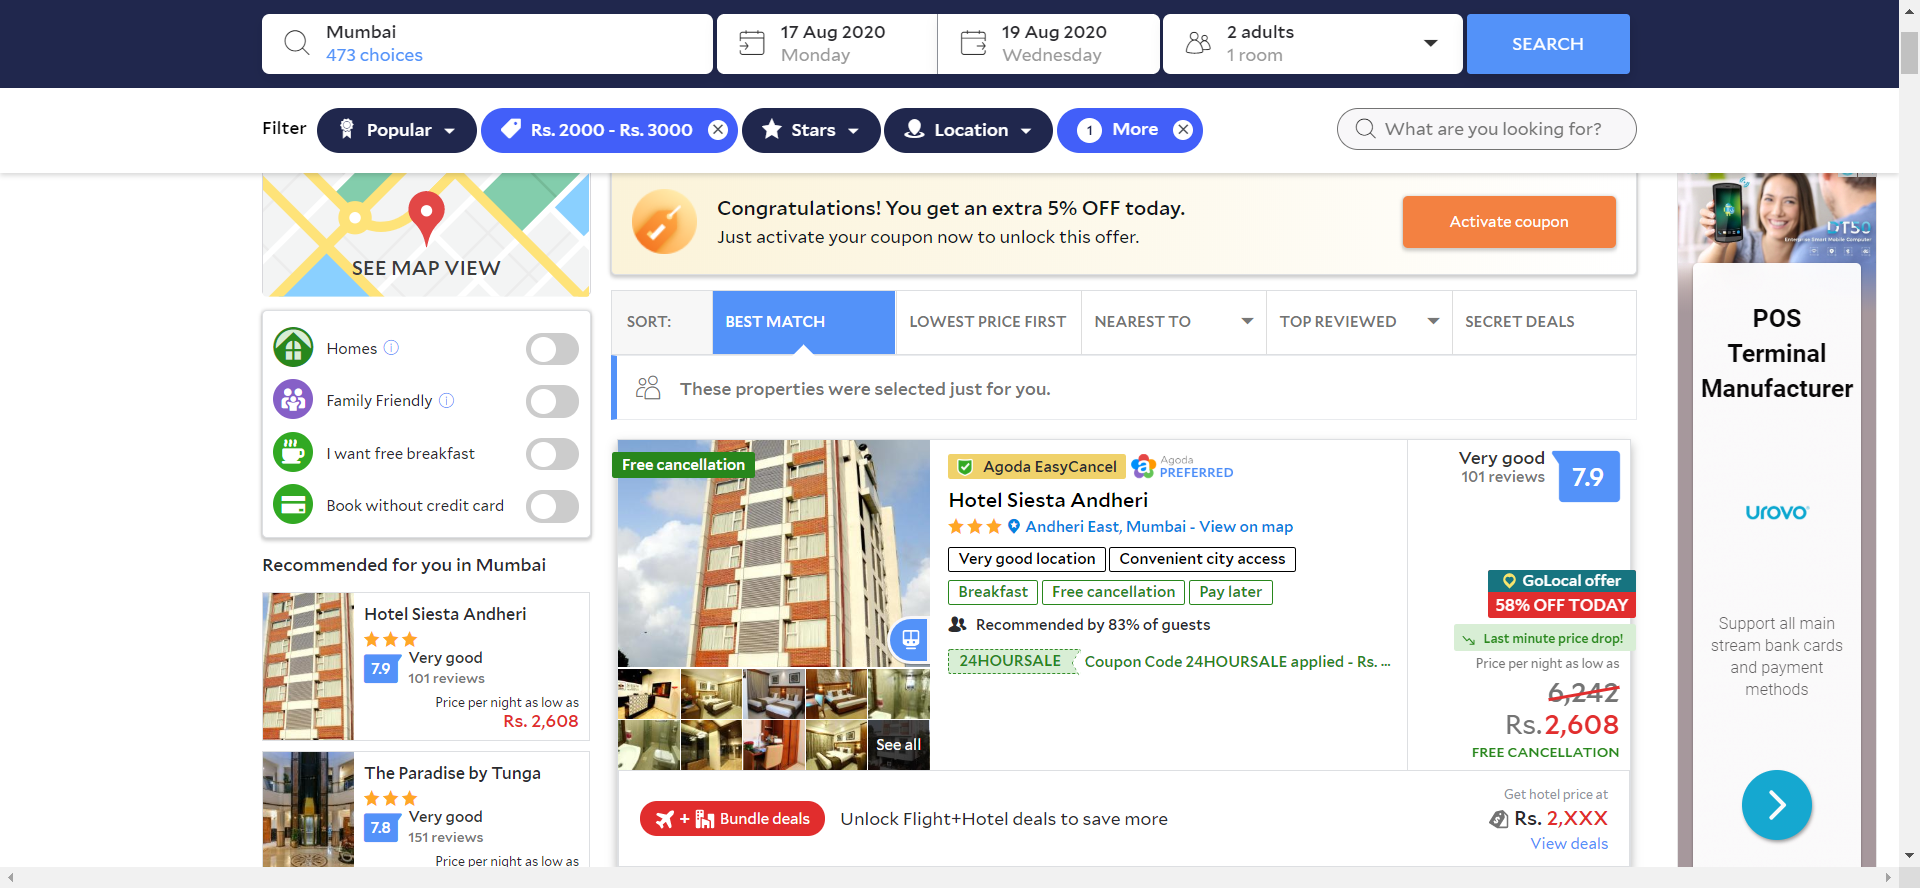 Mumbai
473 choices
17 Aug 2020
Monday
19 Aug 2020
Wednesday
2 adults
1 room
SEARCH
Filter
Popular
Rs. 2000 - Rs. 3000
Stars
Location
1 More
What are you looking for?
SEE MAP VIEW
Congratulations! You get an extra 5% OFF today.
Just activate your coupon now to unlock this offer.
Activate coupon
SORT:
BEST MATCH
LOWEST PRICE FIRST
NEAREST TO
TOP REVIEWED
SECRET DEALS
These properties were selected just for you.
Homes
Family Friendly
I want free breakfast
Book without credit card
Recommended for you in Mumbai
Hotel Siesta Andheri
7.9
Very good
101 reviews
Price per night as low as
Rs. 2,608
The Paradise by Tunga
7.8
Very good
151 reviews
Price per night as low as
Free cancellation
See all
Agoda EasyCancel
Agoda
PREFERRED
Hotel Siesta Andheri
Andheri East, Mumbai - View on map
Very good location
Convenient city access
Breakfast
Free cancellation
Pay later
Recommended by 83% of guests
24HOURSALE
Coupon Code 24HOURSALE applied - Rs. ...
Very good
101 reviews
7.9
GoLocal offer
58% OFF TODAY
Last minute price drop!
Price per night as low as
6,242
Rs. 2,608
FREE CANCELLATION
+ Bundle deals
Unlock Flight+Hotel deals to save more
Get hotel price at
Rs. 2,XXX
View deals
DT50
Enterprise Smart Mobile Computer
POS
Terminal
Manufacturer
urovo
Support all main
stream bank cards
and payment
methods